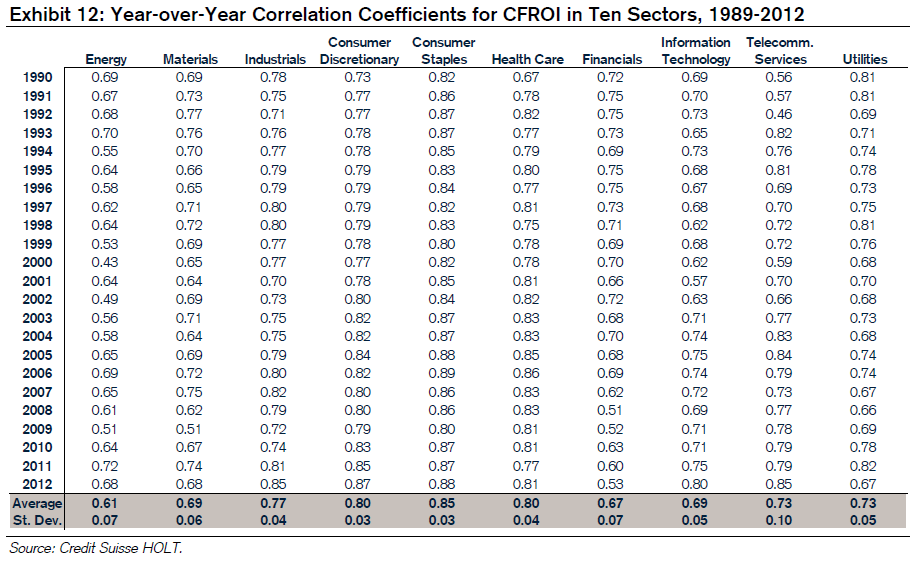 Exhibit 12: Year-over-Year Correlation Coefficients for CFROI in Ten Sectors, 1989-2012
Consumer Consumer Information Telecomm.
Energy Materials Industrials Discretionary Staples Health Care Financials Technology Services Utilities
1990 0.69 0.69 0.78 0.73 0.82 0.67 0.72 0.69 0.56 0.81
1991 0.67 0.73 0.75 0.77 0.86 0.78 0.75 0.70 0.57 0.81
1992 0.68 0.77 0.71 0.77 0.87 0.82 0.75 0.73 0.46 0.69
1993 0.70 0.76 0.76 0.78 0.87 0.77 0.73 0.65 0.82 0.71
1994 0.55 0.70 0.77 0.78 0.85 0.79 0.69 0.73 0.76 0.74
1995 0.64 0.66 0.79 0.79 0.83 0.80 0.75 0.68 0.81 0.78
1996 0.58 0.65 0.79 0.79 0.84 0.77 0.75 0.67 0.69 0.73
1997 0.62 0.71 0.80 0.79 0.82 0.81 0.73 0.68 0.70 0.75
1998 0.64 0.72 0.80 0.79 0.83 0.75 0.71 0.62 0.72 0.81
1999 0.53 0.69 0.77 0.78 0.80 0.78 0.69 0.68 0.72 0.76
2000 0.43 0.65 0.77 0.77 0.82 0.78 0.70 0.62 0.59 0.68
2001 0.64 0.64 0.70 0.78 0.85 0.81 0.66 0.57 0.70 0.70
2002 0.49 0.69 0.73 0.80 0.84 0.82 0.72 0.63 0.66 0.68
2003 0.56 0.71 0.75 0.82 0.87 0.83 0.68 0.71 0.77 0.73
2004 0.58 0.64 0.75 0.82 0.87 0.83 0.70 0.74 0.83 0.68
2005 0.65 0.69 0.79 0.84 0.88 0.85 0.68 0.75 0.84 0.74
2006 0.69 0.72 0.80 0.82 0.89 0.86 0.69 0.74 0.79 0.74
2007 0.65 0.75 0.82 0.80 0.86 0.83 0.62 0.72 0.73 0.67
2008 0.61 0.62 0.79 0.80 0.86 0.83 0.51 0.69 0.77 0.66
2009 0.51 0.51 0.72 0.79 0.80 0.81 0.52 0.71 0.78 0.69
2010 0.64 0.67 0.74 0.83 0.87 0.81 0.63 0.71 0.79 0.78
2011 0.72 0.74 0.81 0.85 0.87 0.77 0.60 0.75 0.79 0.82
2012 0.68 0.68 0.85 0.87 0.88 0.81 0.53 0.80 0.85 0.67
Average 0.61 0.69 0.77 0.80 0.85 0.80 0.67 0.69 0.73 0.73
St. Dev. 0.07 0.06 0.04 0.03 0.03 0.04 0.07 0.05 0.10 0.05
Source: Credit Suisse HOLT.